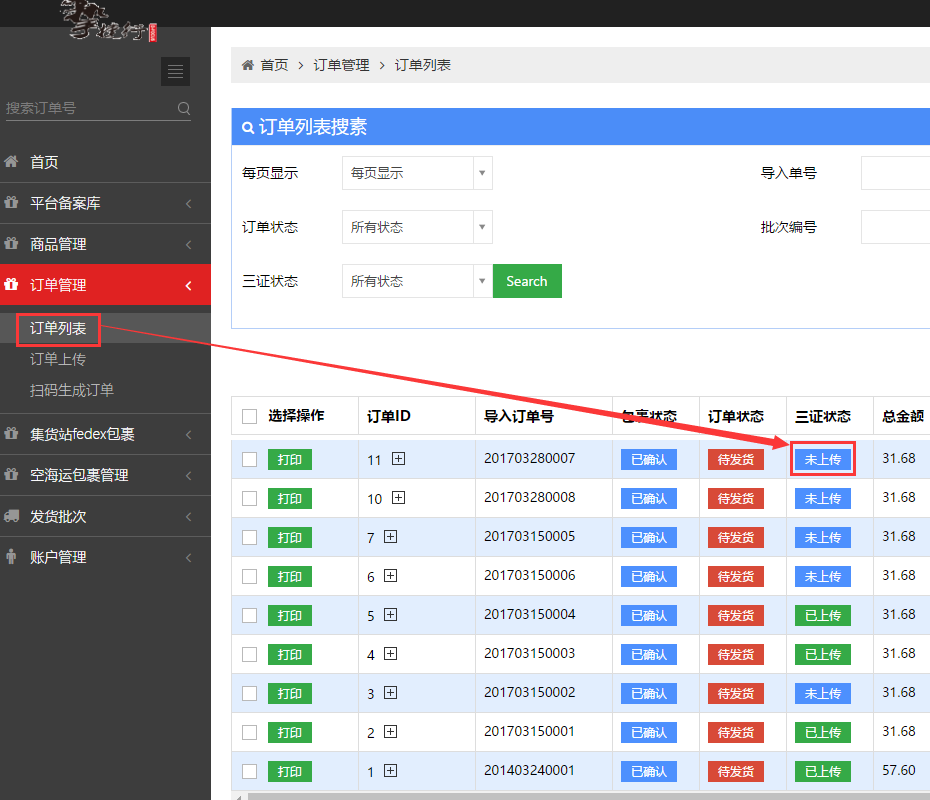 搜索订单号
首页
平台备案库
商品管理
订单管理
订单列表
订单上传
扫码生成订单
集货站fedex包裹
空海运包裹管理
发货批次
账户管理
首页 > 订单管理 > 订单列表
订单列表搜素
每页显示 每页显示 导入单号
订单状态 所有状态 批次编号
三证状态 所有状态 Search
选择操作 订单ID 导入订单号 包裹状态 订单状态 三证状态 总金额
打印 11 201703280007 已确认 待发货 未上传 31.68
打印 10 201703280008 已确认 待发货 未上传 31.68
打印 7 201703150005 已确认 待发货 未上传 31.68
打印 6 201703150006 已确认 待发货 未上传 31.68
打印 5 201703150004 已确认 待发货 已上传 31.68
打印 4 201703150003 已确认 待发货 已上传 31.68
打印 3 201703150002 已确认 待发货 未上传 31.68
打印 2 201703150001 已确认 待发货 已上传 31.68
打印 1 201403240001 已确认 待发货 已上传 57.60